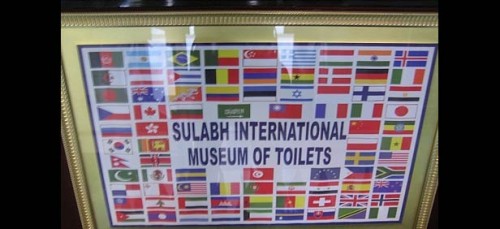 SULABH INTERNATIONAL
MUSEUM OF TOILETS